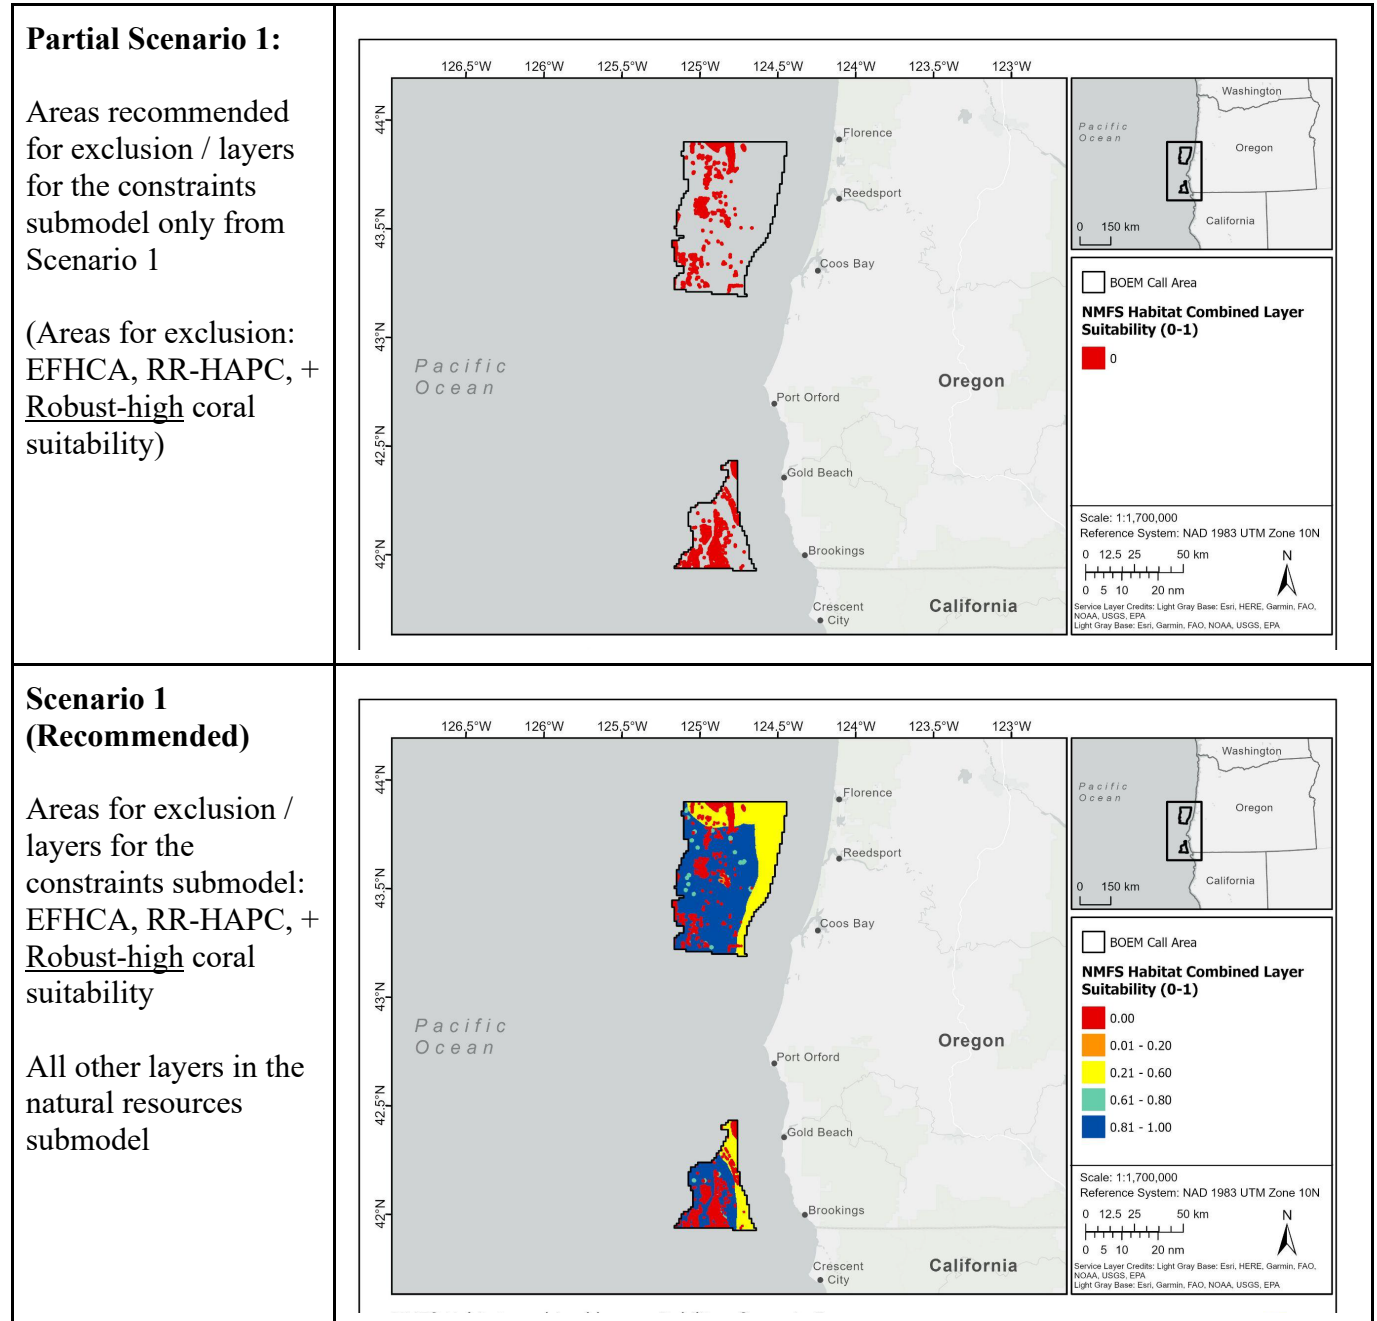 Partial Scenario 1:
Areas recommended
for exclusion / layers
for the constraints
submodel only from
Scenario 1
(Areas for exclusion:
EFHCA, RR-HAPC, +
Robust-high coral
suitability)
126.5°W 126°W 125.5°W 125°W 124.5°W 124°W 123.5°W 123°W
44°N
43.5°N
43°N
42.5°N
42°N
Florence
Reedsport
Coos Bay
Pacific
Ocean
Oregon
Port Orford
Gold Beach
Brookings
Crescent
City
California
Washington
Pacific
Ocean
Oregon
California
0 150 km
BOEM Call Area
NMFS Habitat Combined Layer
Suitability (0-1)
0
Scale: 1:1,700,000
Reference System: NAD 1983 UTM Zone 10N
0 12.5 25 50 km
N
0 5 10 20 nm
Service Layer Credits: Light Gray Base: Esri, HERE, Garmin, FAO,
NOAA, USGS, EPA
Light Gray Base: Esri, Garmin, FAO, NOAA, USGS, EPA
Scenario 1
(Recommended)
Areas for exclusion /
layers for the
constraints submodel:
EFHCA, RR-HAPC, +
Robust-high coral
suitability
All other layers in the
natural resources
submodel
126.5°W 126°W 125.5°W 125°W 124.5°W 124°W 123.5°W 123°W
44°N
43.5°N
43°N
42.5°N
42°N
Florence
Reedsport
Coos Bay
Pacific
Ocean
Oregon
Port Orford
Gold Beach
Brookings
Crescent
City
California
Washington
Pacific
Ocean
Oregon
California
0 150 km
BOEM Call Area
NMFS Habitat Combined Layer
Suitability (0-1)
0.00
0.01 - 0.20
0.21 - 0.60
0.61 - 0.80
0.81 - 1.00
Scale: 1:1,700,000
Reference System: NAD 1983 UTM Zone 10N
0 12.5 25 50 km
N
0 5 10 20 nm
Service Layer Credits: Light Gray Base: Esri, HERE, Garmin, FAO,
NOAA, USGS, EPA
Light Gray Base: Esri, Garmin, FAO, NOAA, USGS, EPA